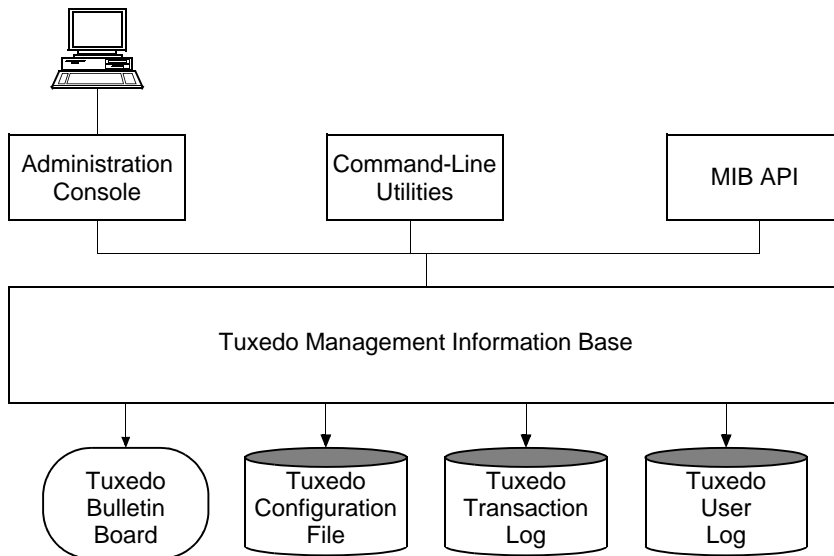 Administration
Console
Command-Line
Utilities
MIB API
Tuxedo Management Information Base
Tuxedo
Bulletin
Board
Tuxedo
Configuration
File
Tuxedo
Transaction
Log
Tuxedo
User
Log